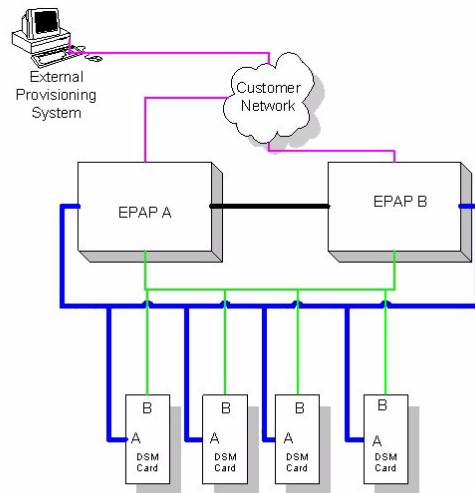 External
Provisioning
System
Customer
Network
EPAP A
EPAP B
B
A
DSM
Card
B
A
DSM
Card
B
A
DSM
Card
B
A
DSM
Card